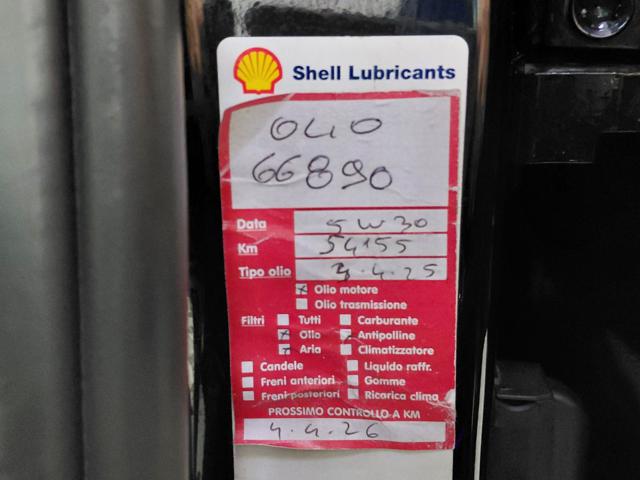 Shell Lubricants
OLIO
66890
Data 5W30
Km 54155
Tipo olio 3.4.25
Olio motore
Olio trasmissione
Filtri Tutti Carburante
Olio Antipolline
Aria Climatizzatore
Candele Liquido raffr.
Freni anteriori Gomme
Freni posteriori Ricarica clima
PROSSIMO CONTROLLO A KM
4.4.26